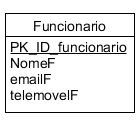 Funcionario
PK_ID_funcionario
NomeF
emailF
telemovelF